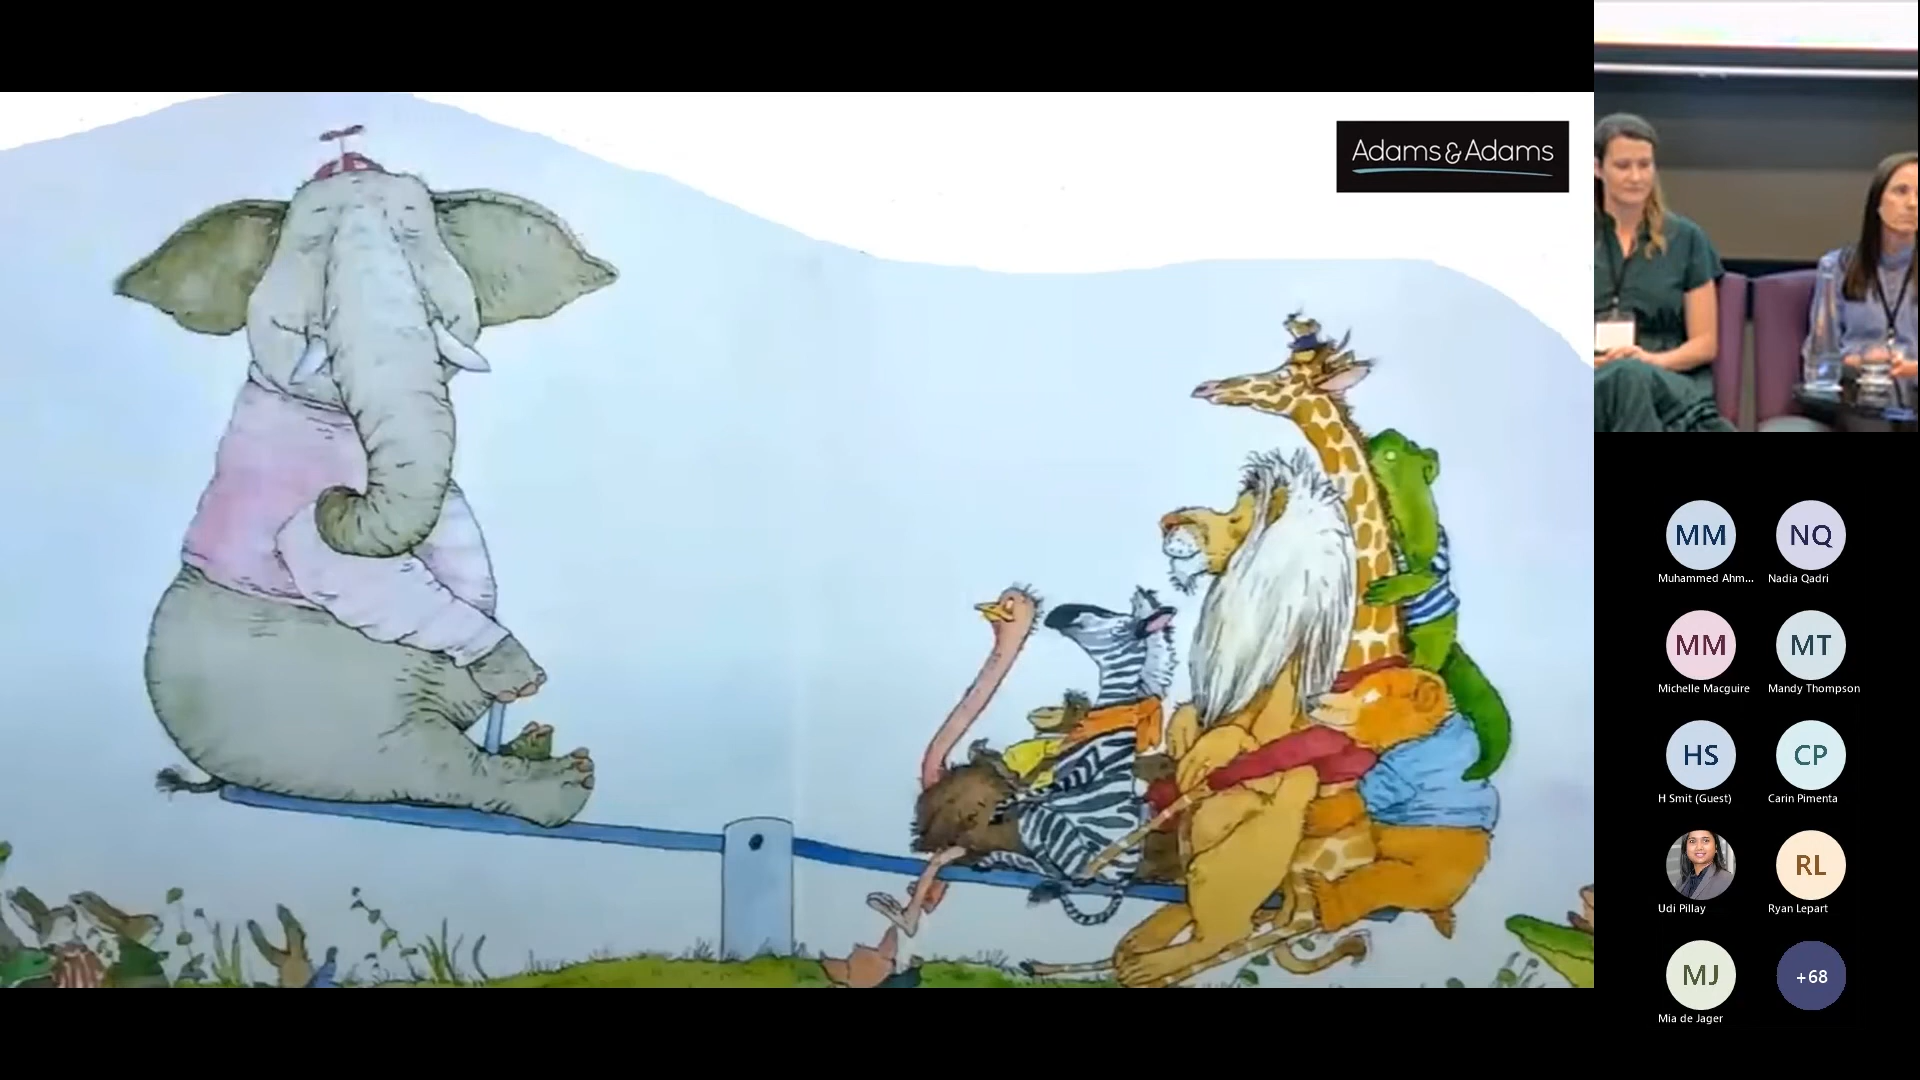 Adams & Adams
MM
NQ
Muhammed Ahm...
Nadia Qadri
MM
MT
Michelle Macguire
Mandy Thompson
HS
CP
H Smit (Guest)
Carin Pimenta
RL
Udi Pillay
Ryan Lepart
MJ
+68
Mia de Jager